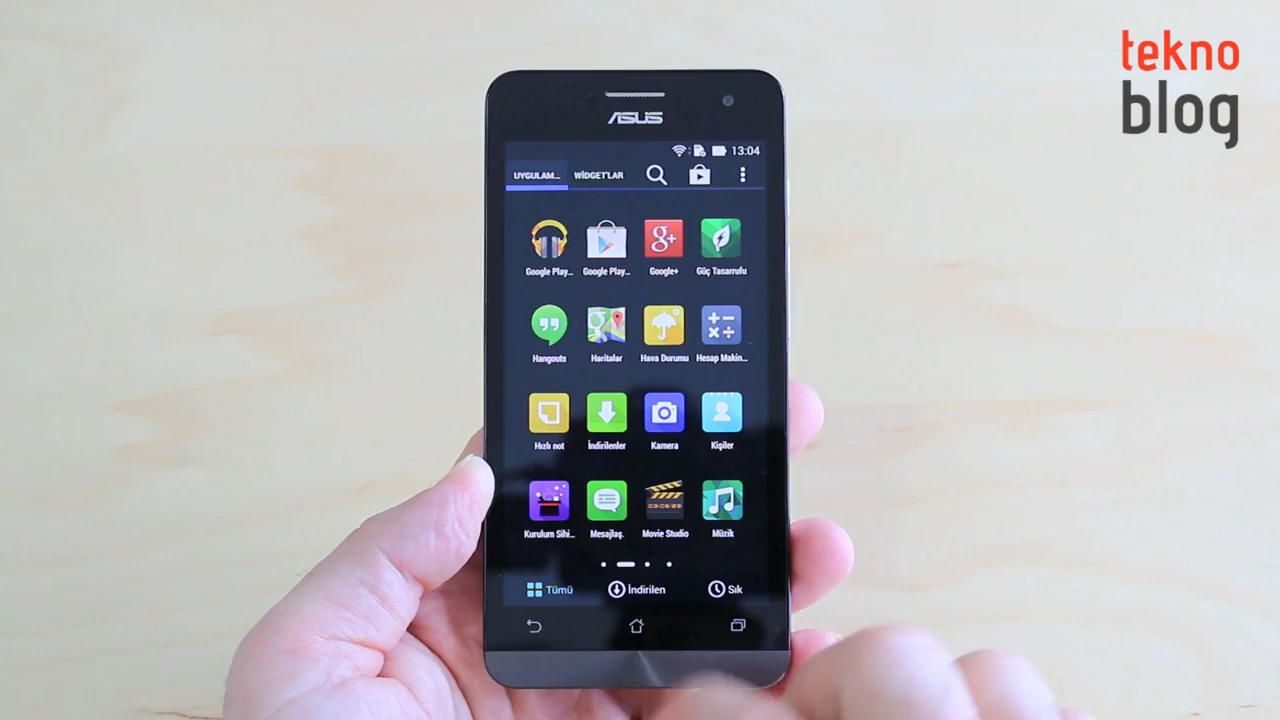 tekno
blog
ASUS
13:04
UYGULAM... WİDGET'LAR
Google Play... Google Play... Google+ Güç Tasarrufu
Hangouts Haritalar Hava Durumu Hesap Makin...
Hızlı not İndirilenler Kamera Kişiler
Kurulum Sihi... Mesajlaş. Movie Studio Müzik
Tümü İndirilen Sık